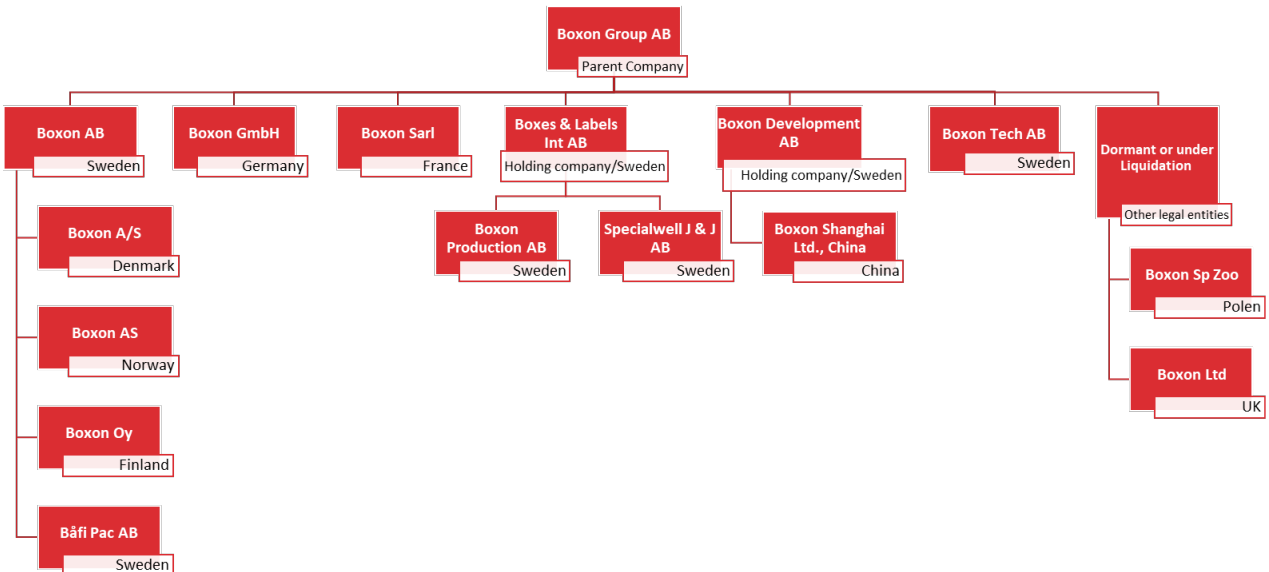 Boxon Group AB
Parent Company
Boxon AB
Sweden
Boxon GmbH
Germany
Boxon Sarl
France
Boxes & Labels
Int AB
Holding company/Sweden
Boxon Development
AB
Holding company/Sweden
Boxon Tech AB
Sweden
Dormant or under
Liquidation
Other legal entities
Boxon A/S
Denmark
Boxon AS
Norway
Boxon Oy
Finland
Båfi Pac AB
Sweden
Boxon
Production AB
Sweden
Specialwell J & J
AB
Sweden
Boxon Shanghai
Ltd., China
China
Boxon Sp Zoo
Polen
Boxon Ltd
UK